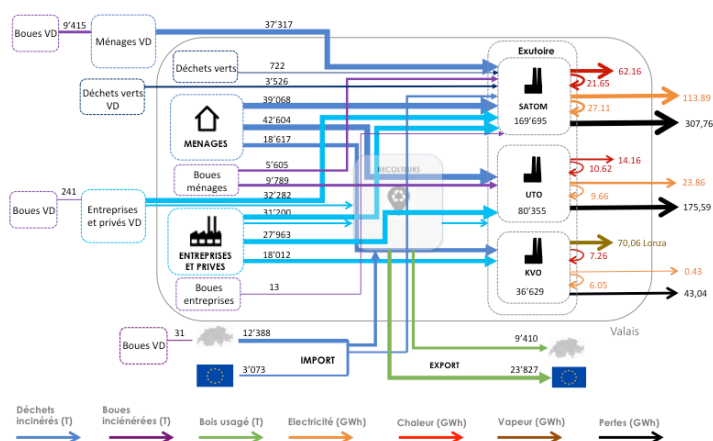 9'415
Boues VD
Ménages VD
37'317
Déchets verts
722
3'526
Déchets verts
VD
39'068
42'604
18'617
MENAGES
Boues
ménages
5'605
9'789
RECOLTEURS
241
Boues VD
Entreprises
et privés VD
32'282
31'200
27'963
18'012
ENTREPRISES
ET PRIVES
Boues
entreprises
13
Exutoire
SATOM
169'695
62.16
21.65
113.89
27.11
307,76
UTO
80'355
14.16
10.62
23.86
9.66
175,59
KVO
36'629
70,06 Lonza
7.26
0.43
6.05
43,04
Valais
31
Boues VD
12'388
3'073
IMPORT
EXPORT
9'410
23'827
Déchets
incinérés (T)
Boues
inciénérées (T)
Bois usagé (T)
Electricité (GWh)
Chaleur (GWh)
Vapeur (GWh)
Pertes (GWh)